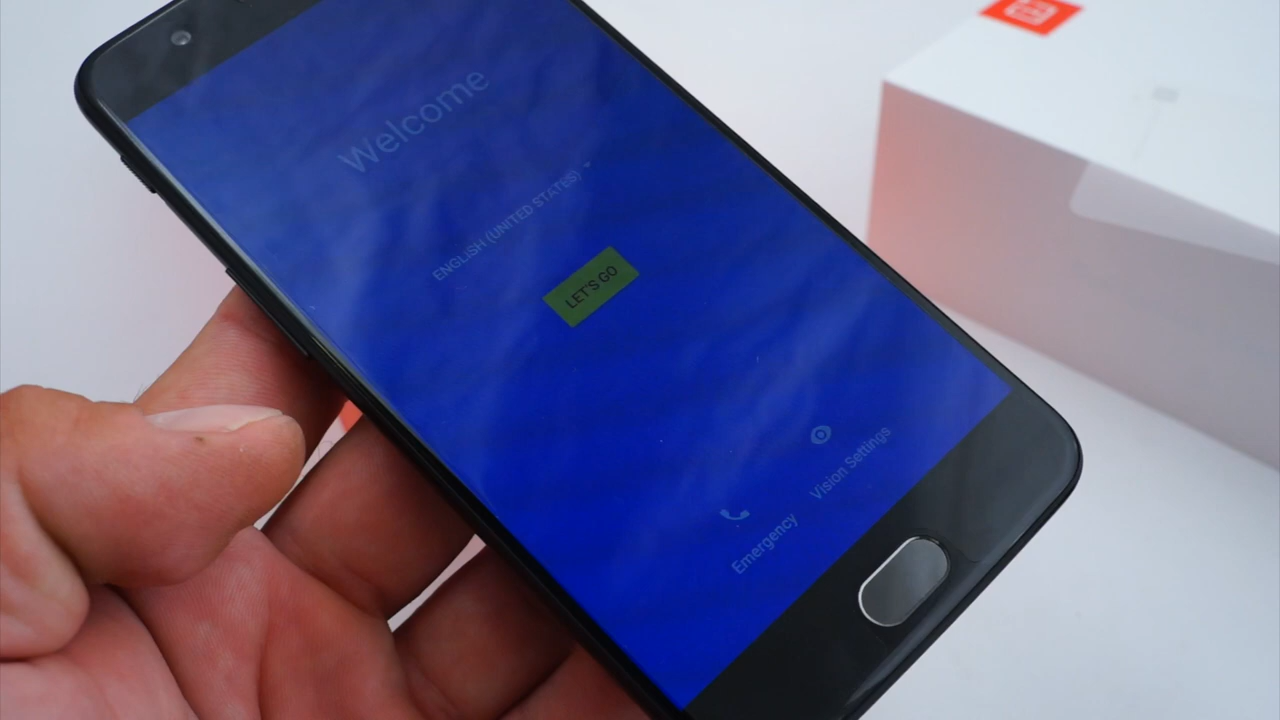 Welcome
ENGLISH (UNITED STATES)
LET'S GO
Vision Settings
Emergency